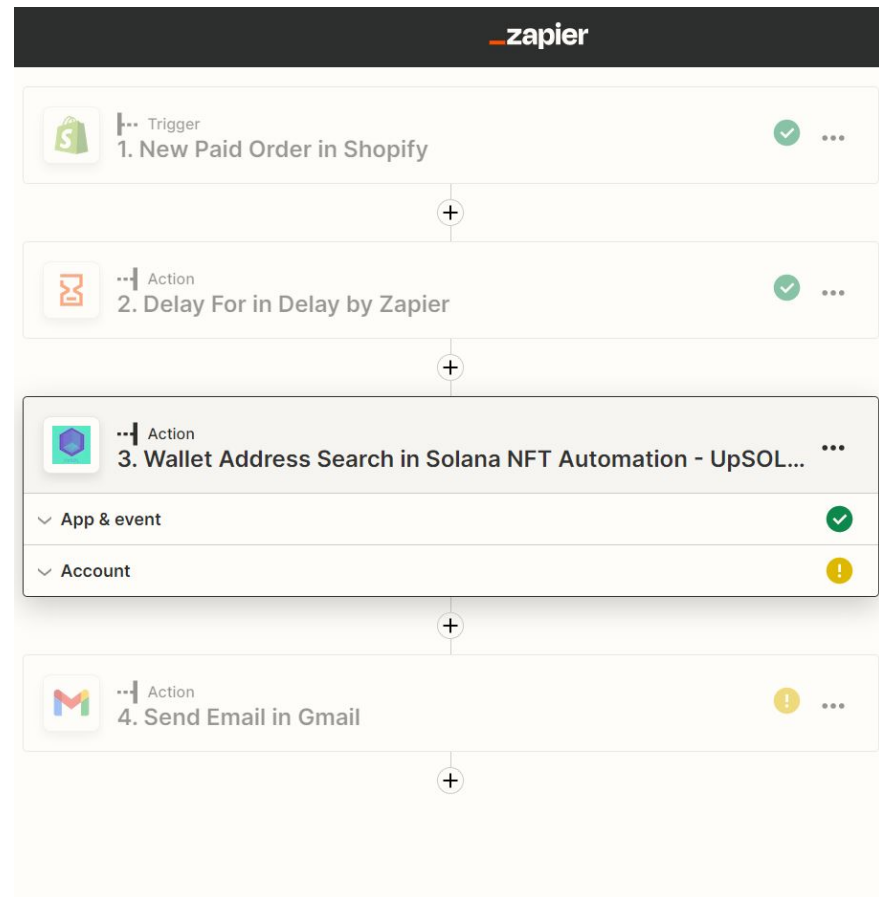 zapier
Trigger
1. New Paid Order in Shopify
Action
2. Delay For in Delay by Zapier
Action
3. Wallet Address Search in Solana NFT Automation - UpSOL...
App & event
Account
Action
4. Send Email in Gmail